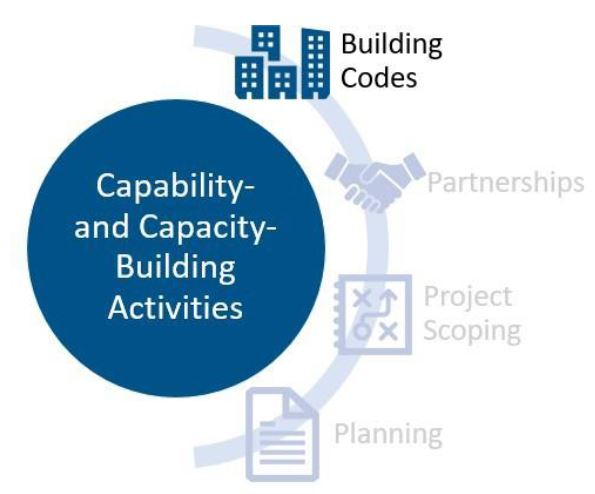 Building
Codes
Capability-
and Capacity-
Building
Activities
Partnerships
Project
Scoping
Planning